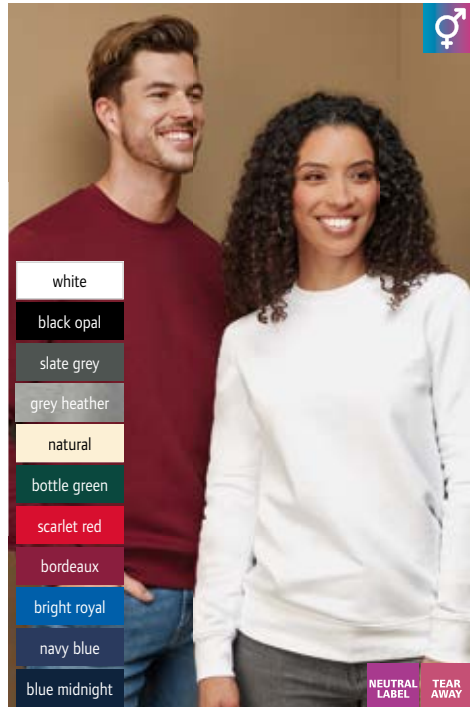 white
black opal
slate grey
grey heather
natural
bottle green
scarlet red
bordeaux
bright royal
navy blue
blue midnight
NEUTRAL LABEL
TEAR AWAY